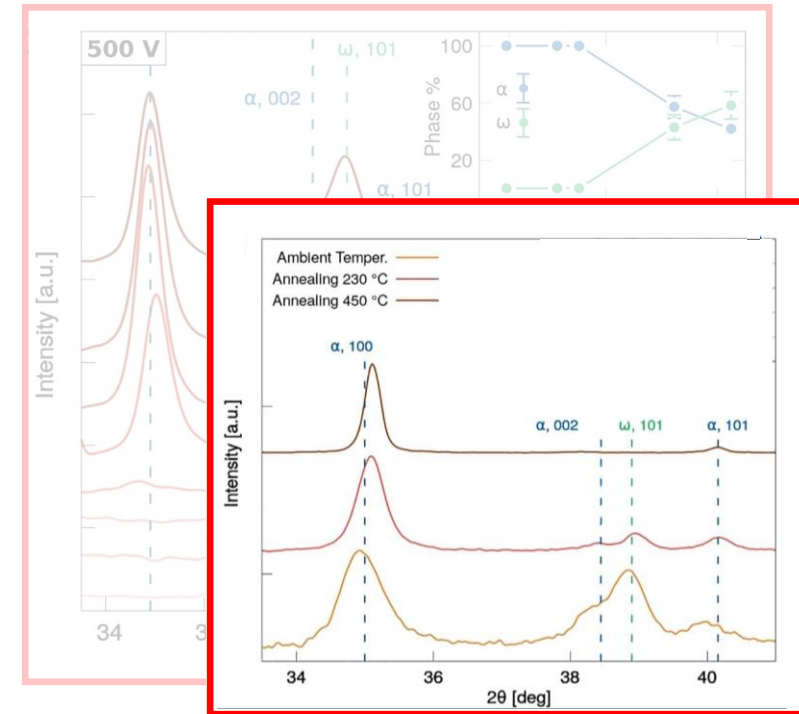 500 V
ω, 101
α, 002
α, 101
Phase %
100
60
20
α
ω
Intensity [a.u.]
34
3
Ambient Temper.
Annealing 230 °C
Annealing 450 °C
α, 100
α, 002
ω, 101
α, 101
Intensity [a.u.]
34
36
38
40
2θ [deg]